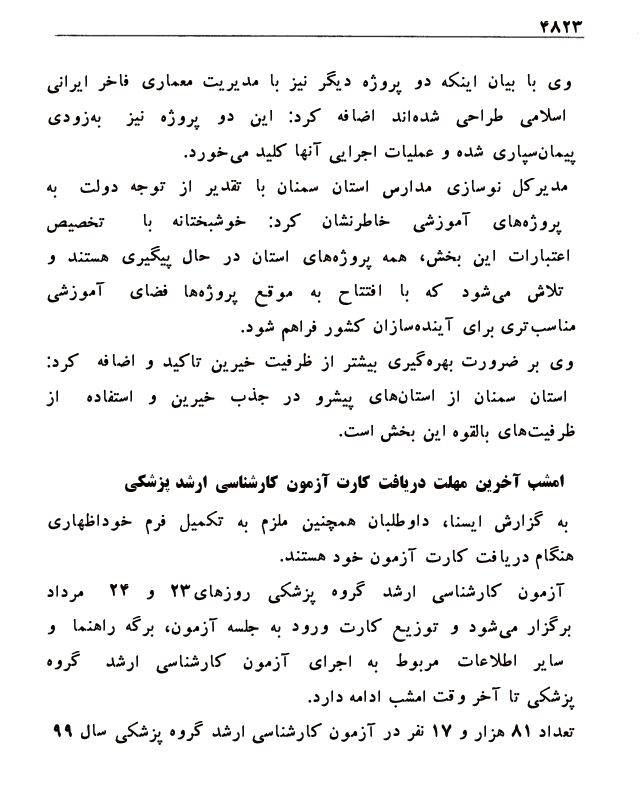 ۴۸۲۳
وی با بیان اینکه دو پروژه دیگر نیز با مدیریت معماری فاخر ایرانی
اسلامی طراحی شده‌اند اضافه کرد: این دو پروژه نیز به‌زودی
پیمان‌سپاری شده و عملیات اجرایی آنها کلید می‌خورد.
مدیرکل نوسازی مدارس استان سمنان با تقدیر از توجه دولت به
پروژه‌های آموزشی خاطرنشان کرد: خوشبختانه با تخصیص
اعتبارات این بخش، همه پروژه‌های استان در حال پیگیری هستند و
تلاش می‌شود که با افتتاح به موقع پروژه‌ها فضای آموزشی
مناسب‌تری برای آینده‌سازان کشور فراهم شود.
وی بر ضرورت بهره‌گیری بیشتر از ظرفیت خیرین تاکید و اضافه کرد:
استان سمنان از استان‌های پیشرو در جذب خیرین و استفاده از
ظرفیت‌های بالقوه این بخش است.
امشب آخرین مهلت دریافت کارت آزمون کارشناسی ارشد پزشکی
به گزارش ایسنا، داوطلبان همچنین ملزم به تکمیل فرم خوداظهاری
هنگام دریافت کارت آزمون خود هستند.
آزمون کارشناسی ارشد گروه پزشکی روزهای۲۳ و ۲۴ مرداد
برگزار می‌شود و توزیع کارت ورود به جلسه آزمون، برگه راهنما و
سایر اطلاعات مربوط به اجرای آزمون کارشناسی ارشد گروه
پزشکی تا آخر وقت امشب ادامه دارد.
تعداد ۸۱ هزار و ۱۷ نفر در آزمون کارشناسی ارشد گروه پزشکی سال ۹۹